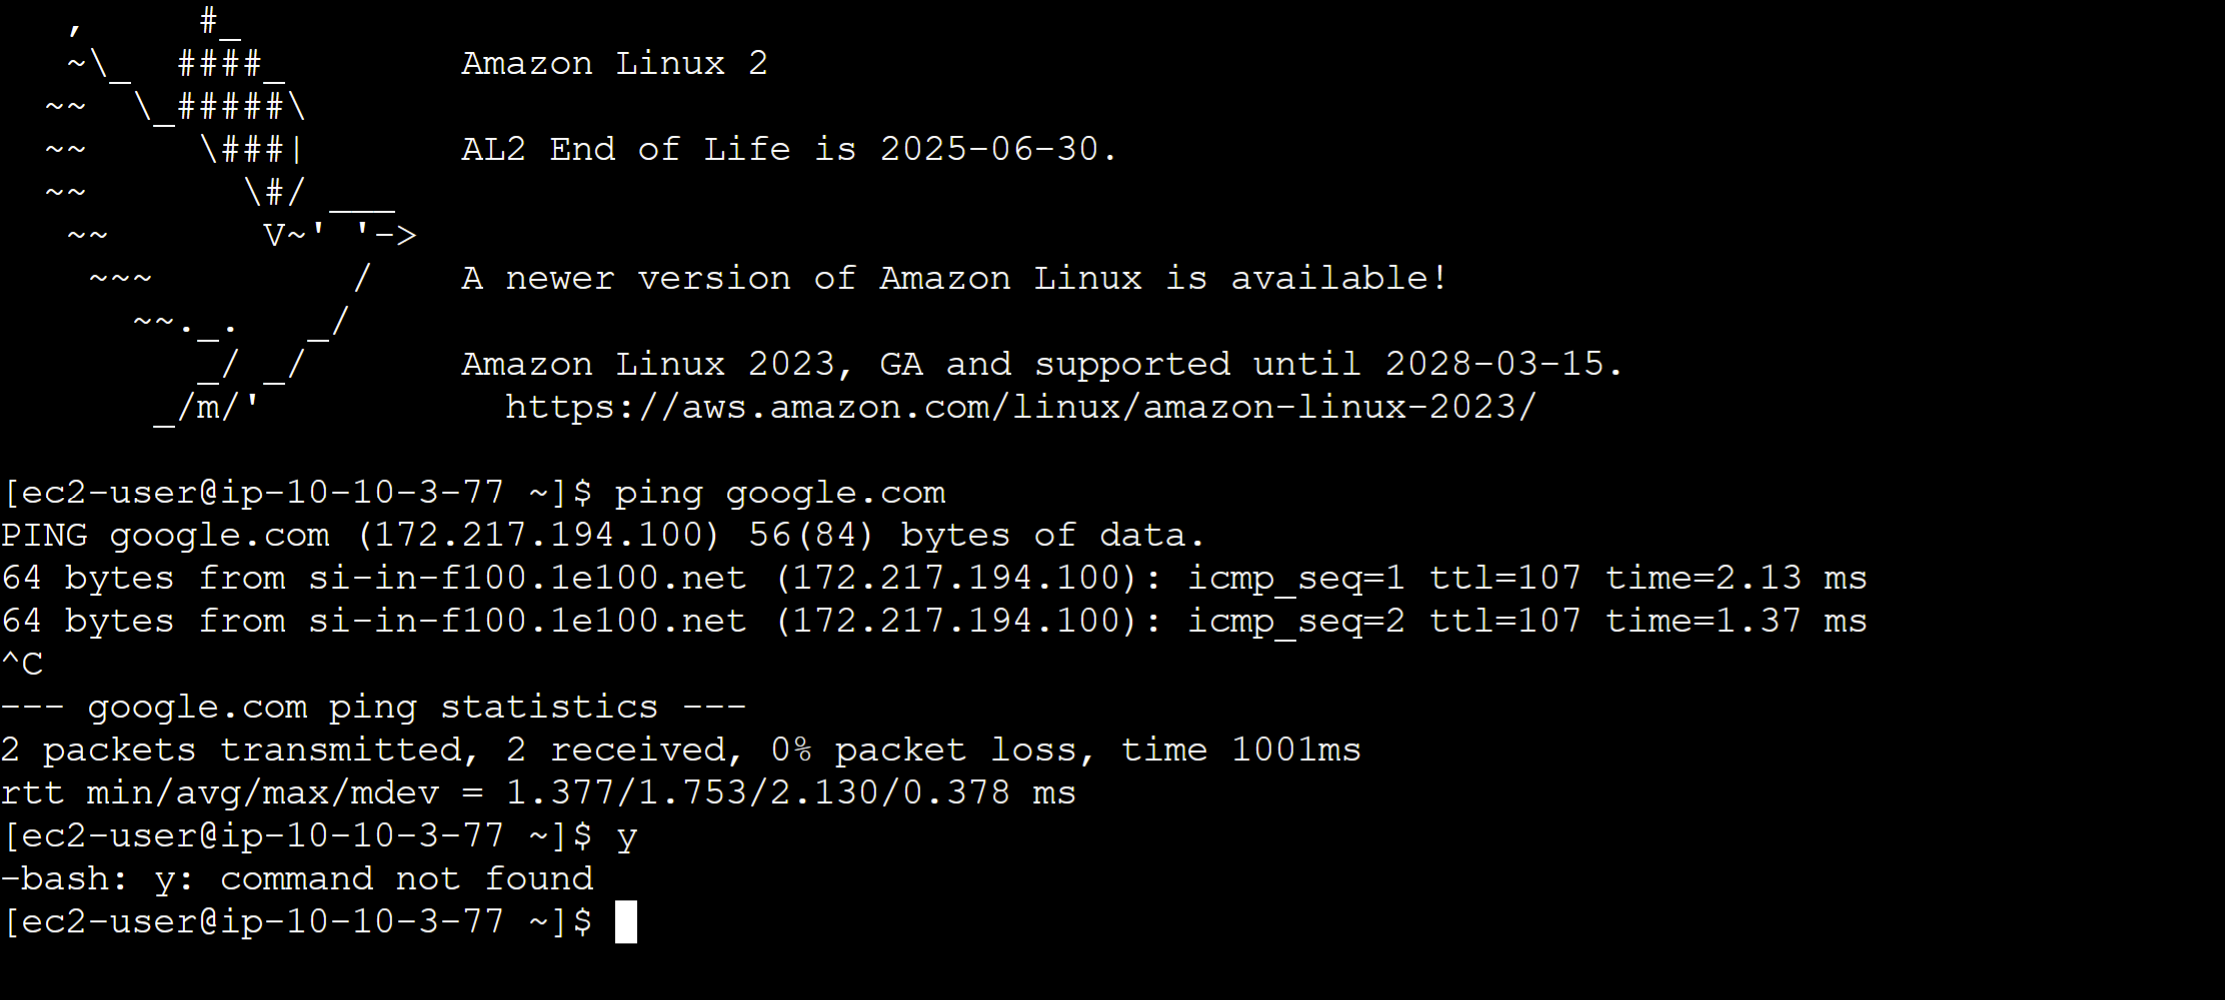 ,     #_
   ~\_  ####_        Amazon Linux 2
  ~~  \_#####\
  ~~     \###|       AL2 End of Life is 2025-06-30.
  ~~       \#/ ___
   ~~       V~' '->
    ~~~         /    A newer version of Amazon Linux is available!
      ~~._.   _/
         _/ _/       Amazon Linux 2023, GA and supported until 2028-03-15.
       _/m/'           https://aws.amazon.com/linux/amazon-linux-2023/
[ec2-user@ip-10-10-3-77 ~]$ ping google.com
PING google.com (172.217.194.100) 56(84) bytes of data.
64 bytes from si-in-f100.1e100.net (172.217.194.100): icmp_seq=1 ttl=107 time=2.13 ms
64 bytes from si-in-f100.1e100.net (172.217.194.100): icmp_seq=2 ttl=107 time=1.37 ms
^C
--- google.com ping statistics ---
2 packets transmitted, 2 received, 0% packet loss, time 1001ms
rtt min/avg/max/mdev = 1.377/1.753/2.130/0.378 ms
[ec2-user@ip-10-10-3-77 ~]$ y
-bash: y: command not found
[ec2-user@ip-10-10-3-77 ~]$